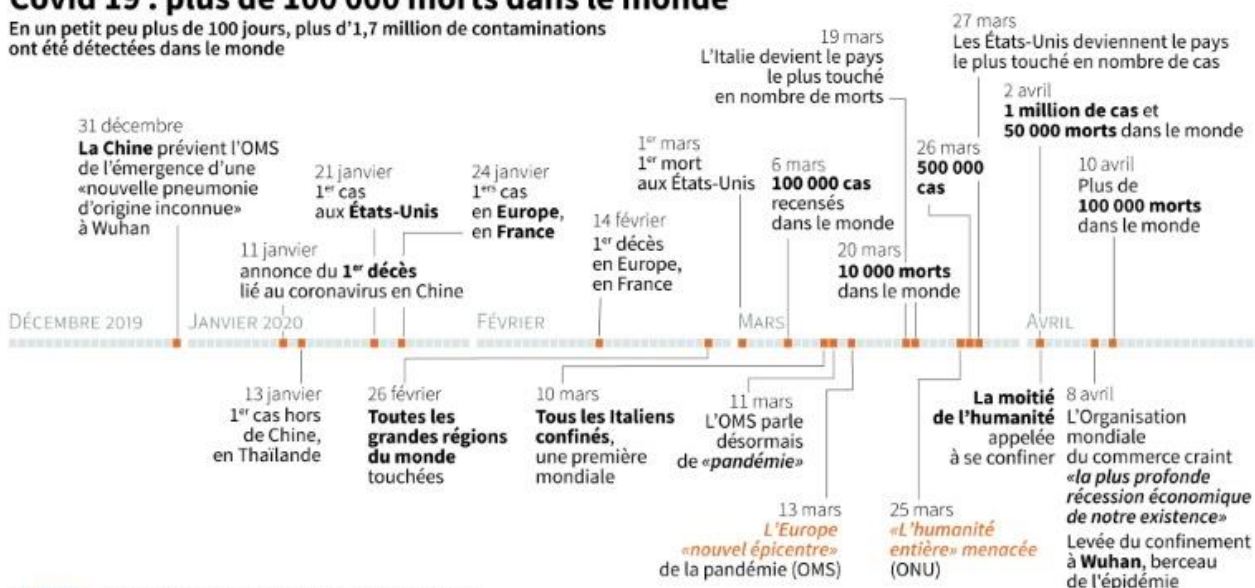 Covid 19 : plus de 100 000 morts dans le monde
En un petit peu plus de 100 jours, plus d'1,7 million de contaminations
ont été détectées dans le monde
31 décembre
La Chine prévient l'OMS
de l'émergence d'une
«nouvelle pneumonie
d'origine inconnue»
à Wuhan
11 janvier
annonce du 1er décès
lié au coronavirus en Chine
21 janvier
1er cas
aux États-Unis
24 janvier
1ers cas
en Europe,
en France
14 février
1er décès
en Europe,
en France
1er mars
1er mort
aux États-Unis
6 mars
100 000 cas
recensés
dans le monde
19 mars
L'Italie devient le pays
le plus touché
en nombre de morts
20 mars
10 000 morts
dans le monde
26 mars
500 000
cas
27 mars
Les États-Unis deviennent le pays
le plus touché en nombre de cas
2 avril
1 million de cas et
50 000 morts dans le monde
10 avril
Plus de
100 000 morts
dans le monde
DÉCEMBRE 2019
JANVIER 2020
FÉVRIER
MARS
AVRIL
13 janvier
1er cas hors
de Chine,
en Thaïlande
26 février
Toutes les
grandes régions
du monde
touchées
10 mars
Tous les Italiens
confinés,
une première
mondiale
11 mars
L'OMS parle
désormais
de «pandémie»
13 mars
L'Europe
«nouvel épicentre»
de la pandémie (OMS)
25 mars
«L'humanité
entière» menacée
(ONU)
La moitié
de l'humanité
appelée
à se confiner
8 avril
L'Organisation
mondiale
du commerce craint
«la plus profonde
récession économique
de notre existence»
Levée du confinement
à Wuhan, berceau
de l'épidémie